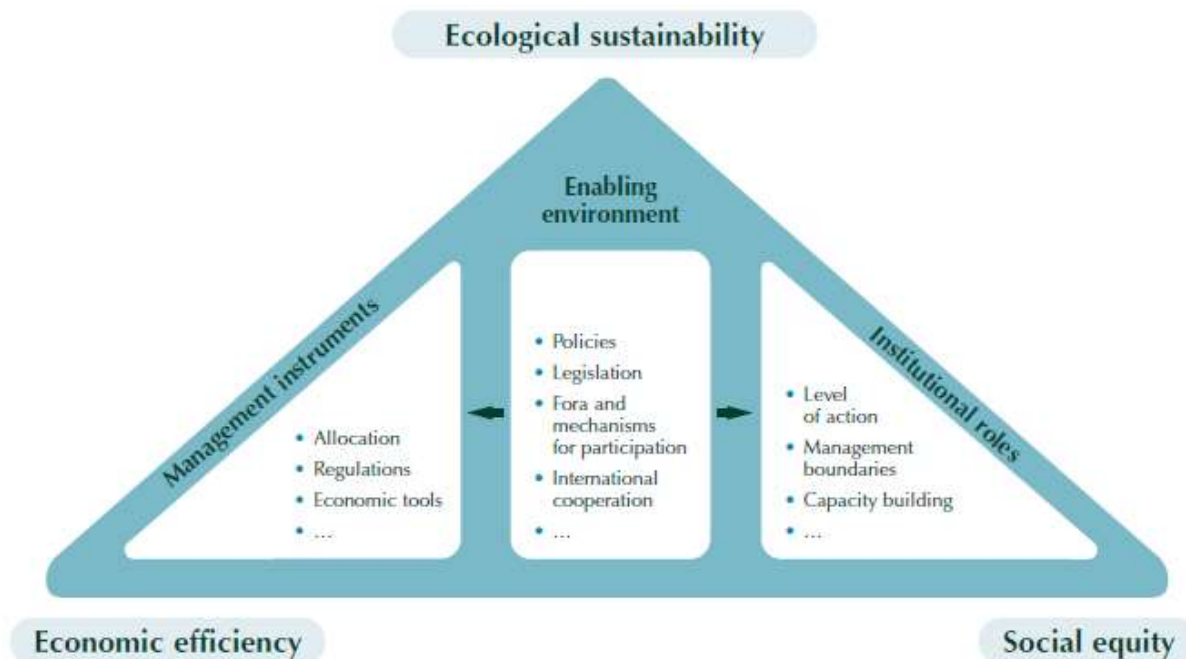 Ecological sustainability
Enabling
environment
Management instruments
• Allocation
• Regulations
• Economic tools
• ...
• Policies
• Legislation
• Fora and
mechanisms
for participation
• International
cooperation
• ...
Institutional roles
• Level
of action
• Management
boundaries
• Capacity building
• ...
Economic efficiency
Social equity